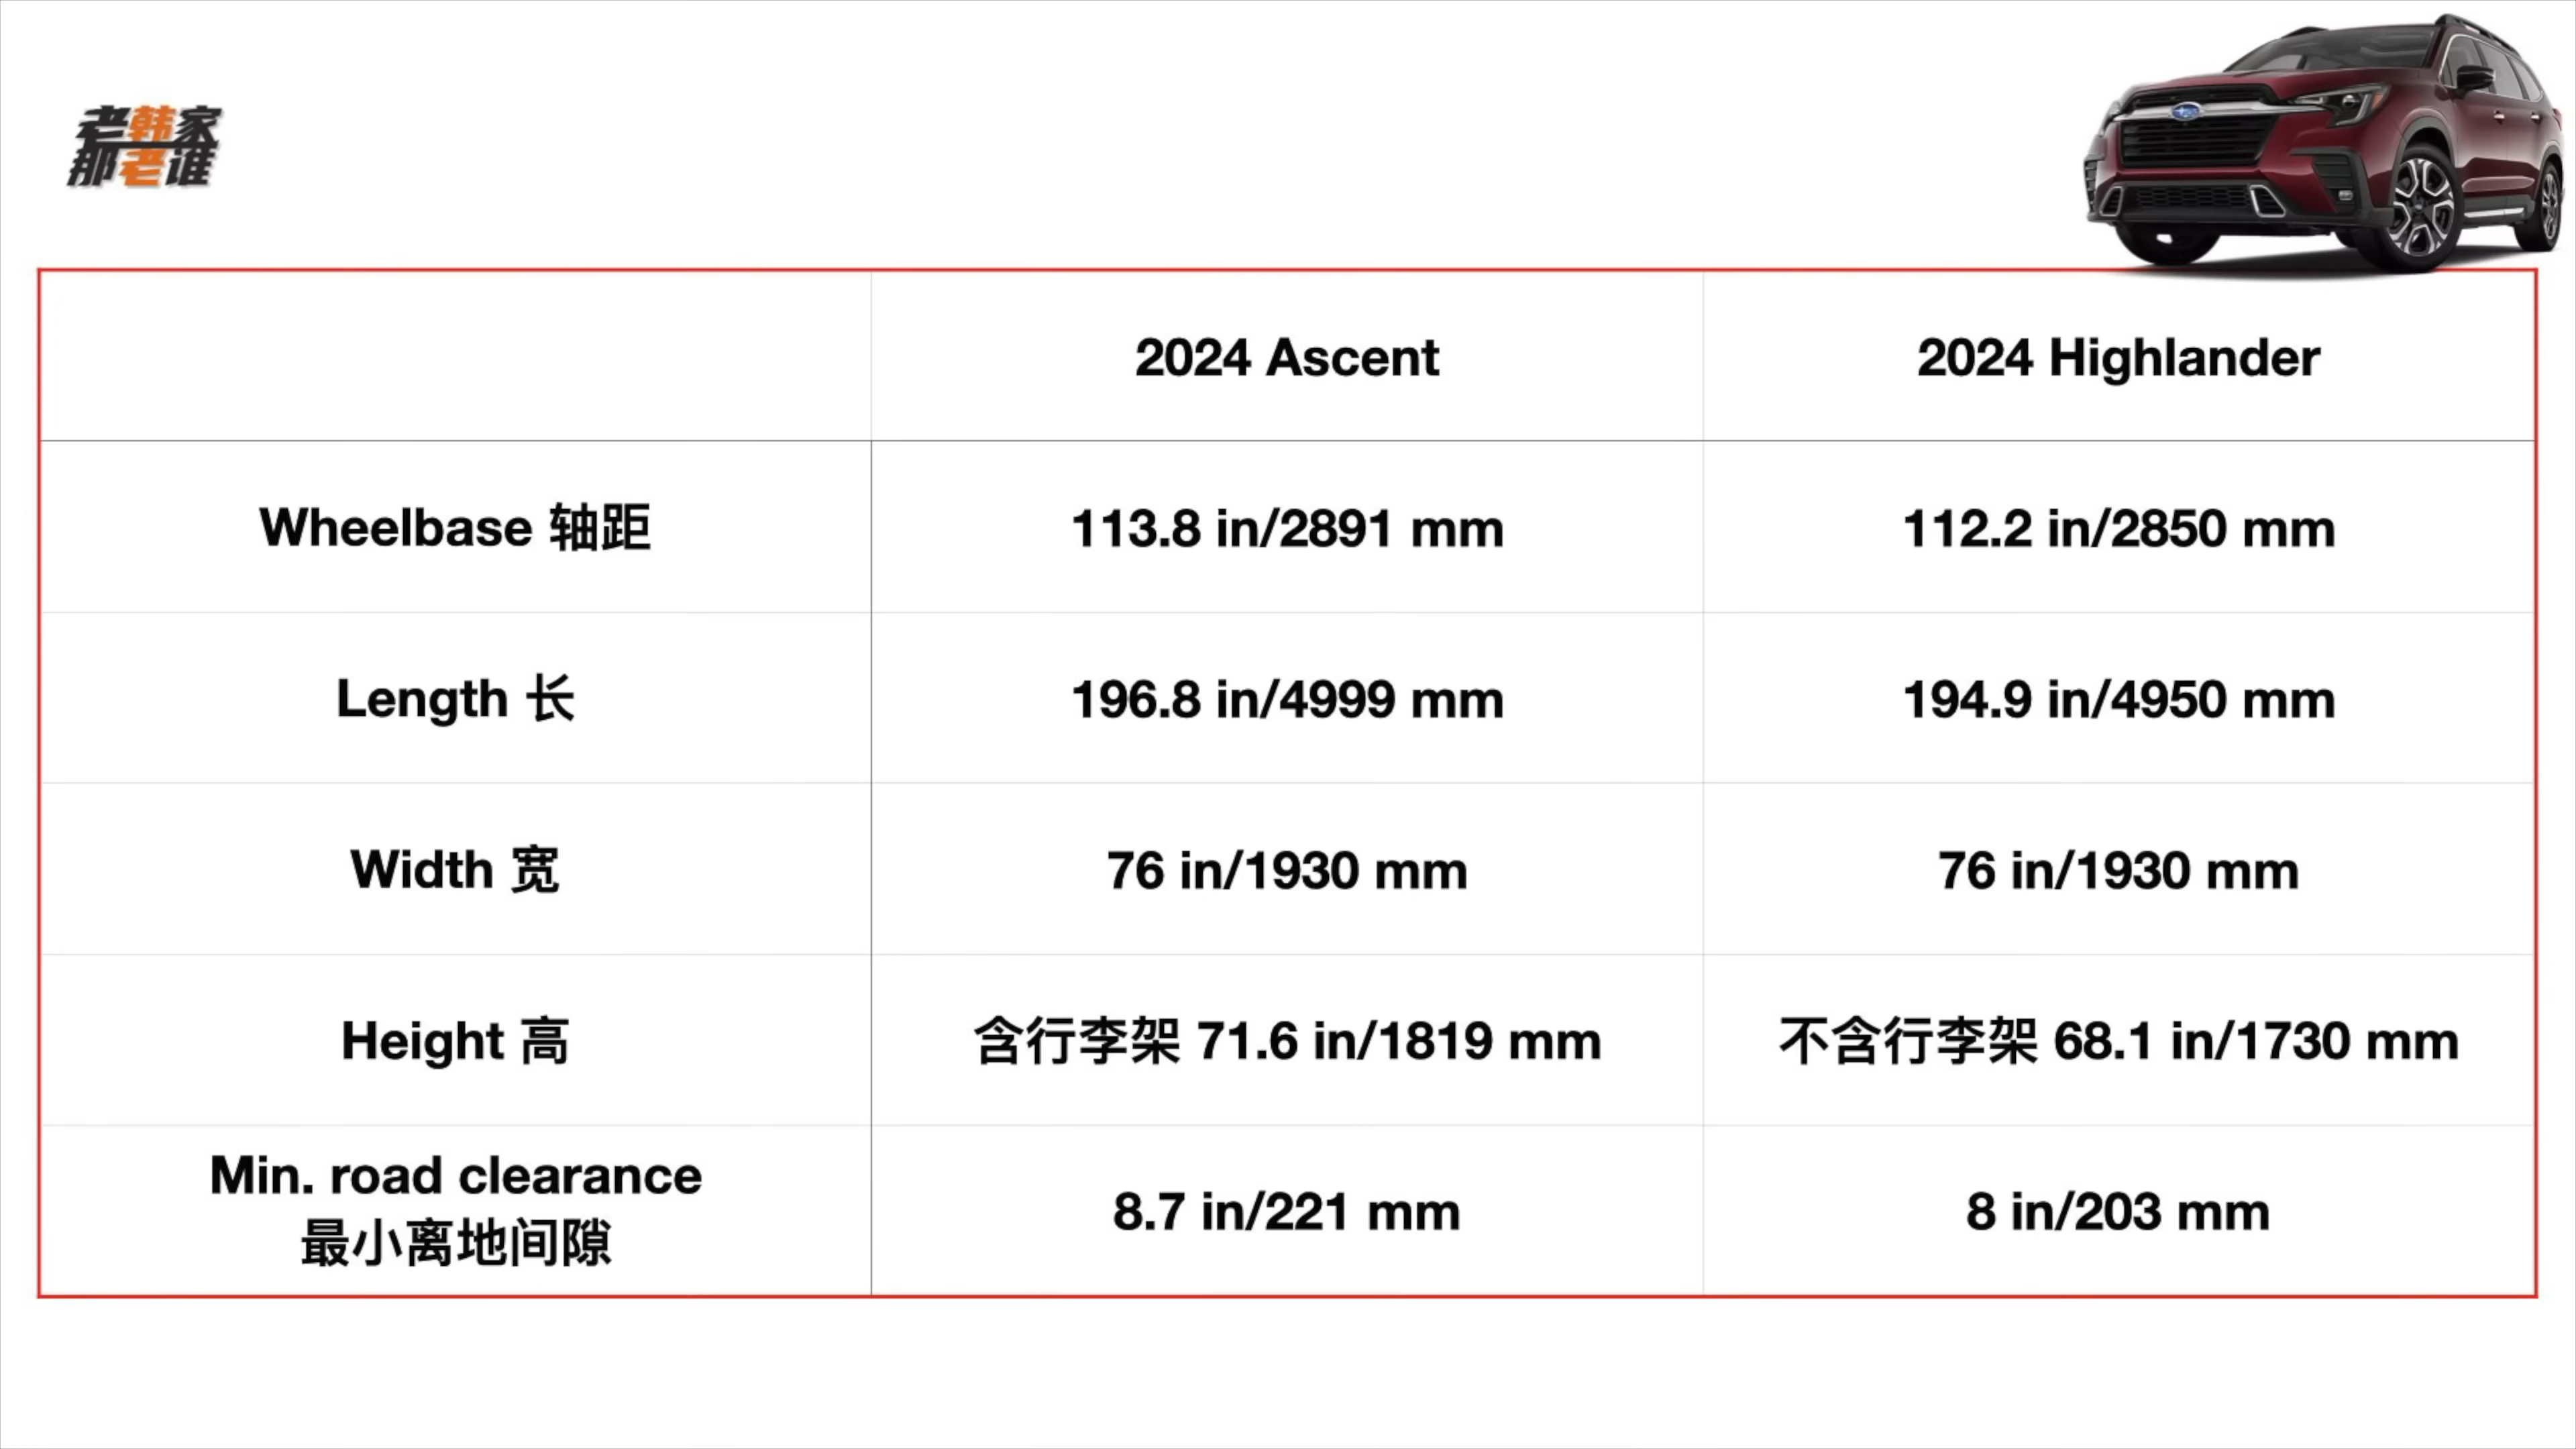 老韩家
那老谁
2024 Ascent
2024 Highlander
Wheelbase 轴距
113.8 in/2891 mm
112.2 in/2850 mm
Length 长
196.8 in/4999 mm
194.9 in/4950 mm
Width 宽
76 in/1930 mm
76 in/1930 mm
Height 高
含行李架 71.6 in/1819 mm
不含行李架 68.1 in/1730 mm
Min. road clearance
最小离地间隙
8.7 in/221 mm
8 in/203 mm